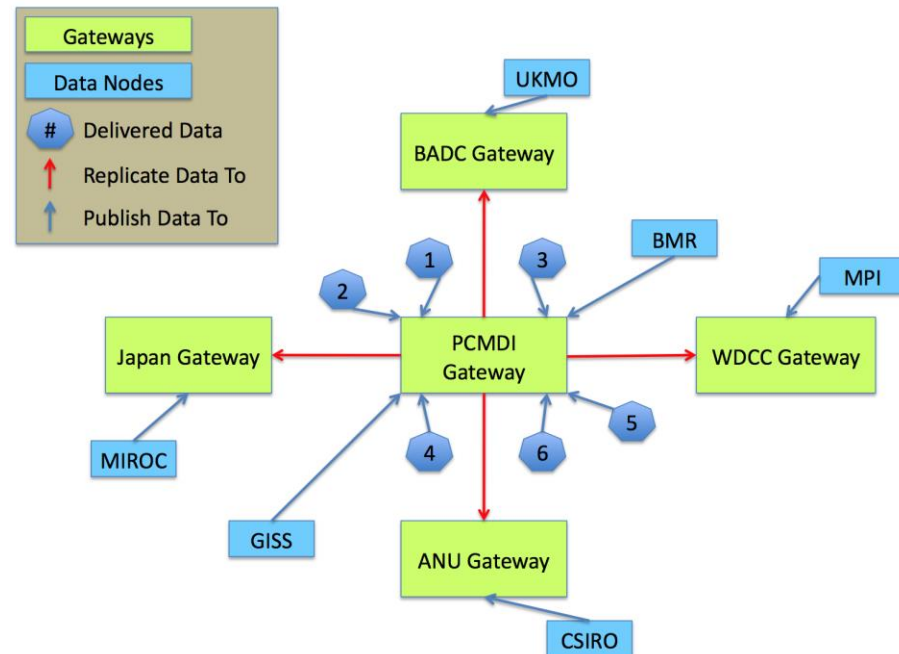 Gateways
Data Nodes
# Delivered Data
Replicate Data To
Publish Data To
UKMO
BADC Gateway
BMR
1
3
MPI
2
Japan Gateway
PCMDI
Gateway
WDCC Gateway
5
4
6
MIROC
GISS
ANU Gateway
CSIRO